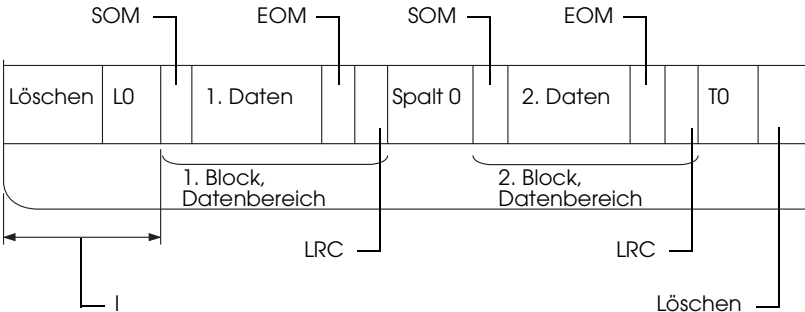 SOM EOM SOM EOM
Löschen L0 1. Daten Spalt 0 2. Daten T0
1. Block, 2. Block,
Datenbereich Datenbereich
LRC LRC
I Löschen